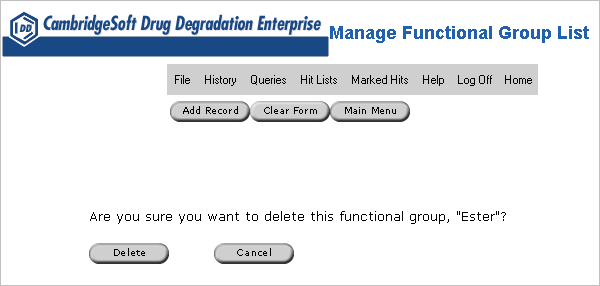 DD CambridgeSoft Drug Degradation Enterprise
Manage Functional Group List
File History Queries Hit Lists Marked Hits Help Log Off Home
Add Record Clear Form Main Menu
Are you sure you want to delete this functional group, "Ester"?
Delete Cancel